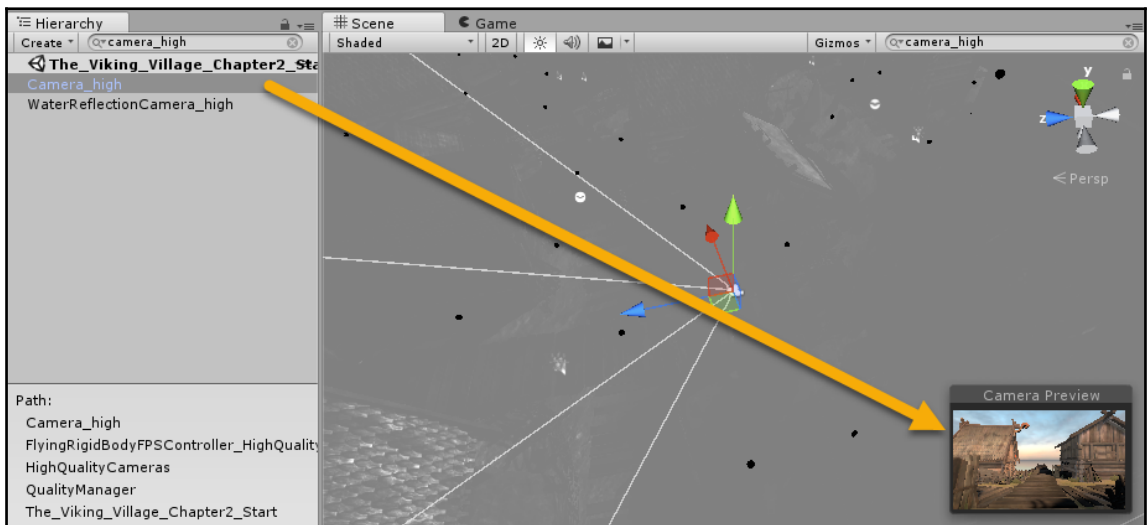 Hierarchy
Create camera_high
The_Viking_Village_Chapter2_Sta
Camera_high
WaterReflectionCamera_high
Path:
Camera_high
FlyingRigidBodyFPSController_HighQuality
HighQualityCameras
QualityManager
The_Viking_Village_Chapter2_Start
Scene Game
Shaded 2D Gizmos camera_high
y
z
Persp
Camera Preview